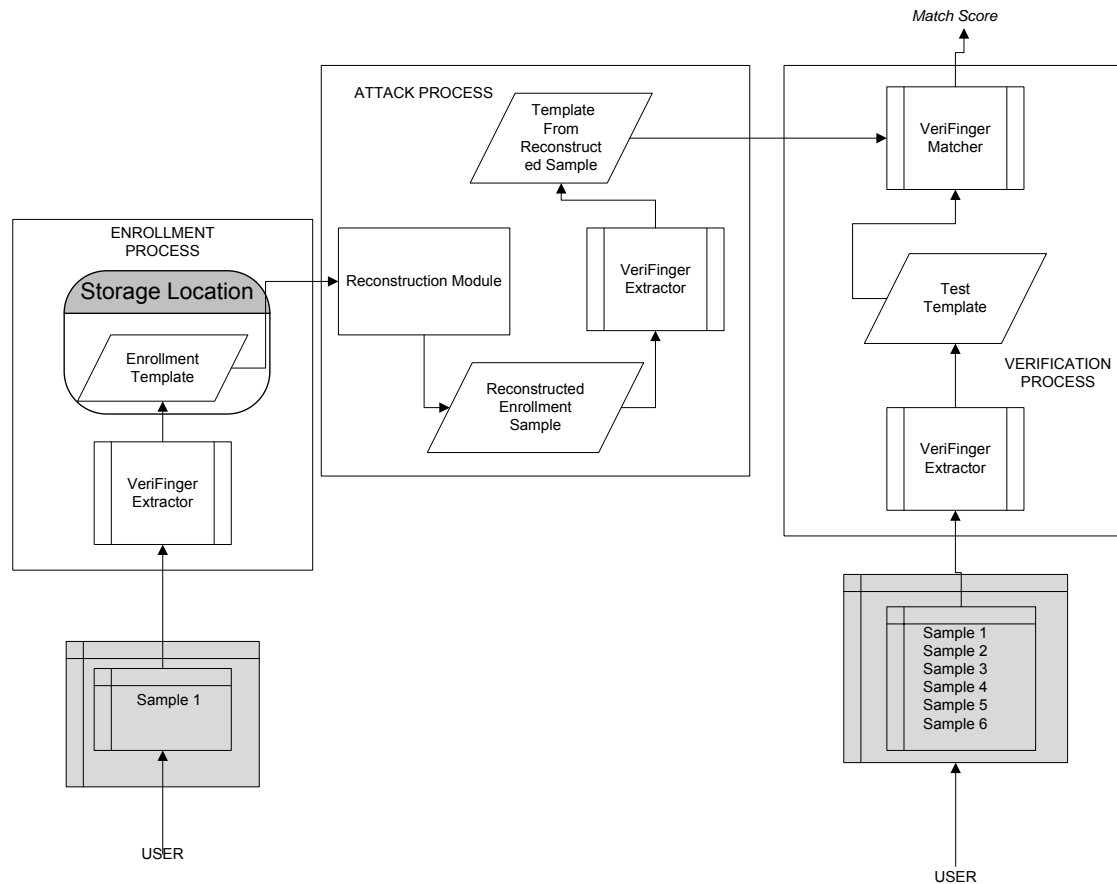 Match Score
ATTACK PROCESS
Template
From
Reconstruct
ed Sample
VeriFinger
Matcher
ENROLLMENT
PROCESS
Storage Location
Enrollment
Template
Reconstruction Module
VeriFinger
Extractor
Reconstructed
Enrollment
Sample
Test
Template
VERIFICATION
PROCESS
VeriFinger
Extractor
VeriFinger
Extractor
Sample 1
Sample 1
Sample 2
Sample 3
Sample 4
Sample 5
Sample 6
USER
USER